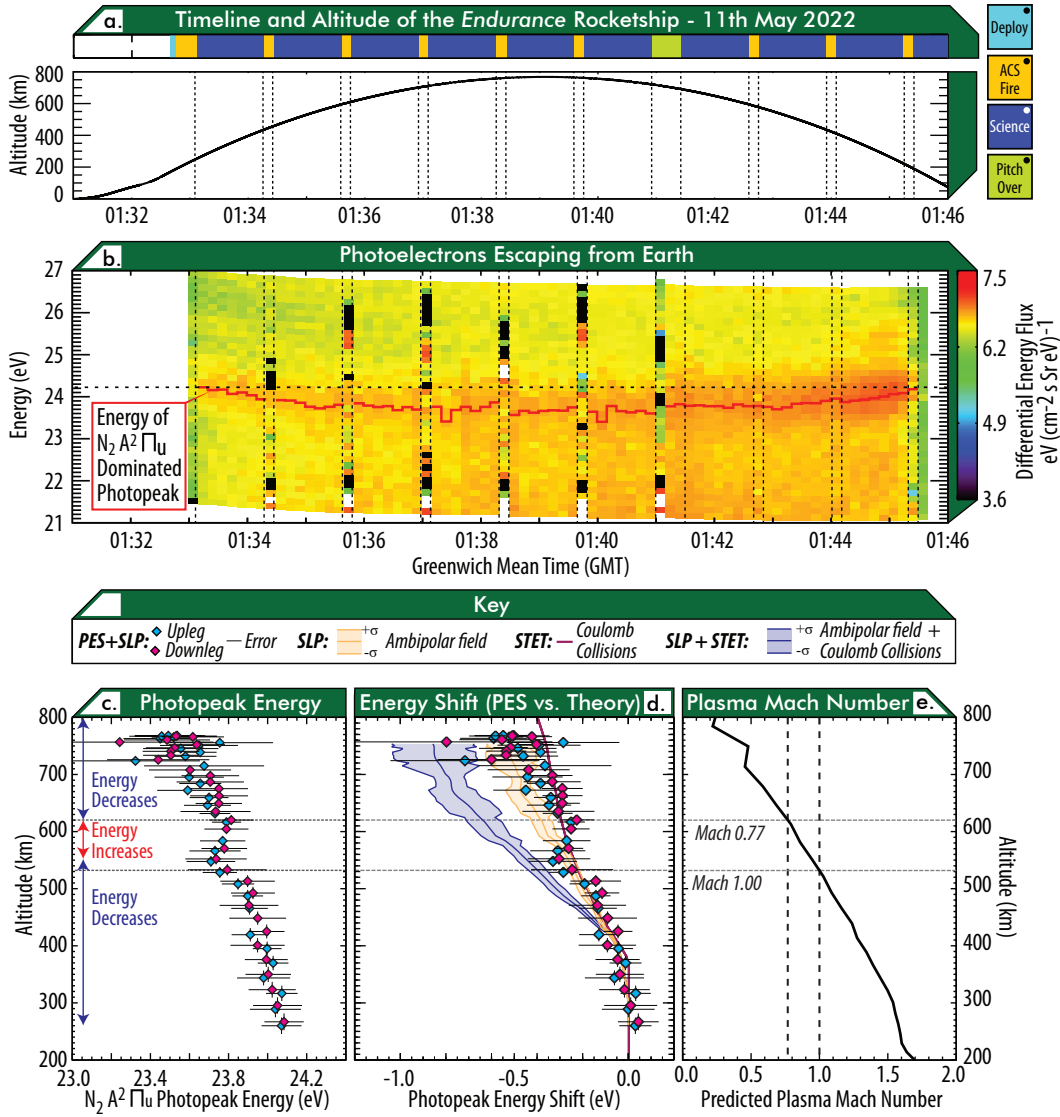 a. Timeline and Altitude of the Endurance Rocketship - 11th May 2022
Deploy
ACS
Fire
Science
Pitch
Over
Altitude (km)
800
600
400
200
0
01:32 01:34 01:36 01:38 01:40 01:42 01:44 01:46
b. Photoelectrons Escaping from Earth
Energy (eV)
27
26
25
24
23
22
21
Energy of
N2 A2 Πu
Dominated
Photopeak
7.5
6.2
4.9
3.6
Differential Energy Flux
eV (cm-2 S Sr eV)-1
01:32 01:34 01:36 01:38 01:40 01:42 01:44 01:46
Greenwich Mean Time (GMT)
Key
PES+SLP: Upleg
Downleg
Error
SLP: +σ
-σ
Ambipolar field
STET: Coulomb
Collisions
SLP + STET: +σ
-σ
Ambipolar field +
Coulomb Collisions
c. Photopeak Energy
Altitude (km)
800
700
600
500
400
300
200
Energy
Decreases
Energy
Increases
Energy
Decreases
23.0 23.4 23.8 24.2
N2 A2 Πu Photopeak Energy (eV)
Energy Shift (PES vs. Theory) d.
-1.0 -0.5 0.0
Photopeak Energy Shift (eV)
Plasma Mach Number e.
Mach 0.77
Mach 1.00
800
700
600
500
400
300
200
Altitude (km)
0.0 0.5 1.0 1.5 2.0
Predicted Plasma Mach Number